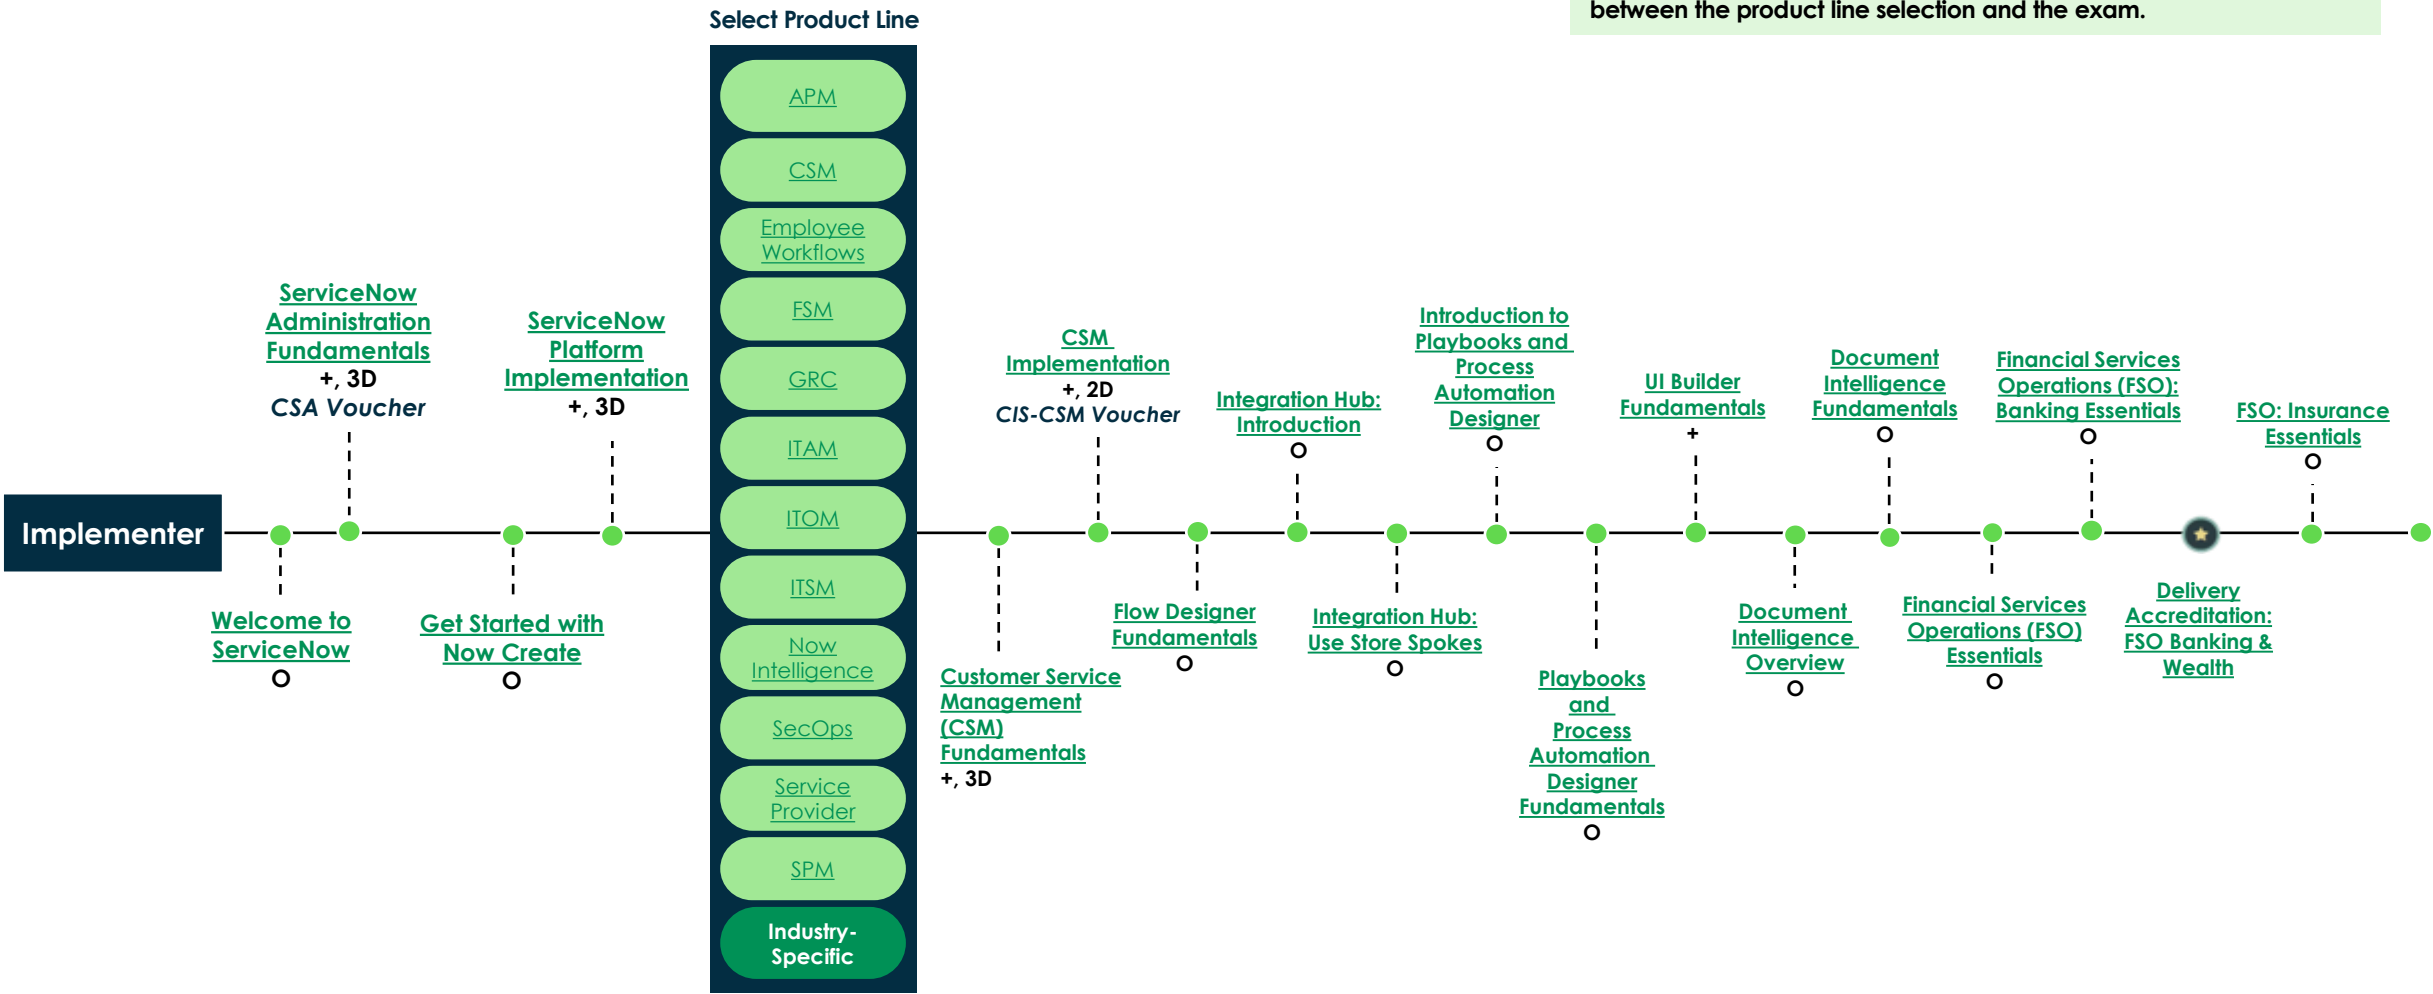 between the product line selection and the exam.
Select Product Line
APM
CSM
Employee
Workflows
FSM
GRC
ITAM
ITOM
ITSM
Now
Intelligence
SecOps
Service
Provider
SPM
Industry-
Specific
Implementer
Welcome to
ServiceNow
O
ServiceNow
Administration
Fundamentals
+, 3D
CSA Voucher
Get Started with
Now Create
O
ServiceNow
Platform
Implementation
+, 3D
Customer Service
Management
(CSM)
Fundamentals
+, 3D
CSM
Implementation
+, 2D
CIS-CSM Voucher
Flow Designer
Fundamentals
O
Integration Hub:
Introduction
O
Integration Hub:
Use Store Spokes
O
Introduction to
Playbooks and
Process
Automation
Designer
O
Playbooks
and
Process
Automation
Designer
Fundamentals
O
UI Builder
Fundamentals
+
Document
Intelligence
Overview
O
Document
Intelligence
Fundamentals
O
Financial Services
Operations (FSO)
Essentials
O
Financial Services
Operations (FSO):
Banking Essentials
O
Delivery
Accreditation:
FSO Banking &
Wealth
FSO: Insurance
Essentials
O